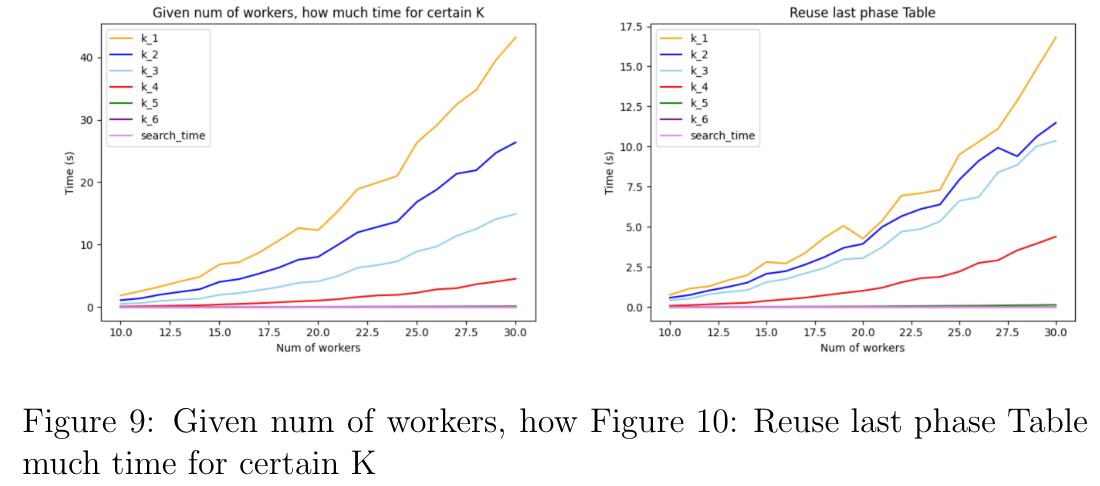 Given num of workers, how much time for certain K
k_1
k_2
k_3
k_4
k_5
k_6
search_time
40
30
20
10
0
Time (s)
10.0 12.5 15.0 17.5 20.0 22.5 25.0 27.5 30.0
Num of workers
Reuse last phase Table
k_1
k_2
k_3
k_4
k_5
k_6
search_time
17.5
15.0
12.5
10.0
7.5
5.0
2.5
0.0
Time (s)
10.0 12.5 15.0 17.5 20.0 22.5 25.0 27.5 30.0
Num of workers
Figure 9: Given num of workers, how
much time for certain K
Figure 10: Reuse last phase Table